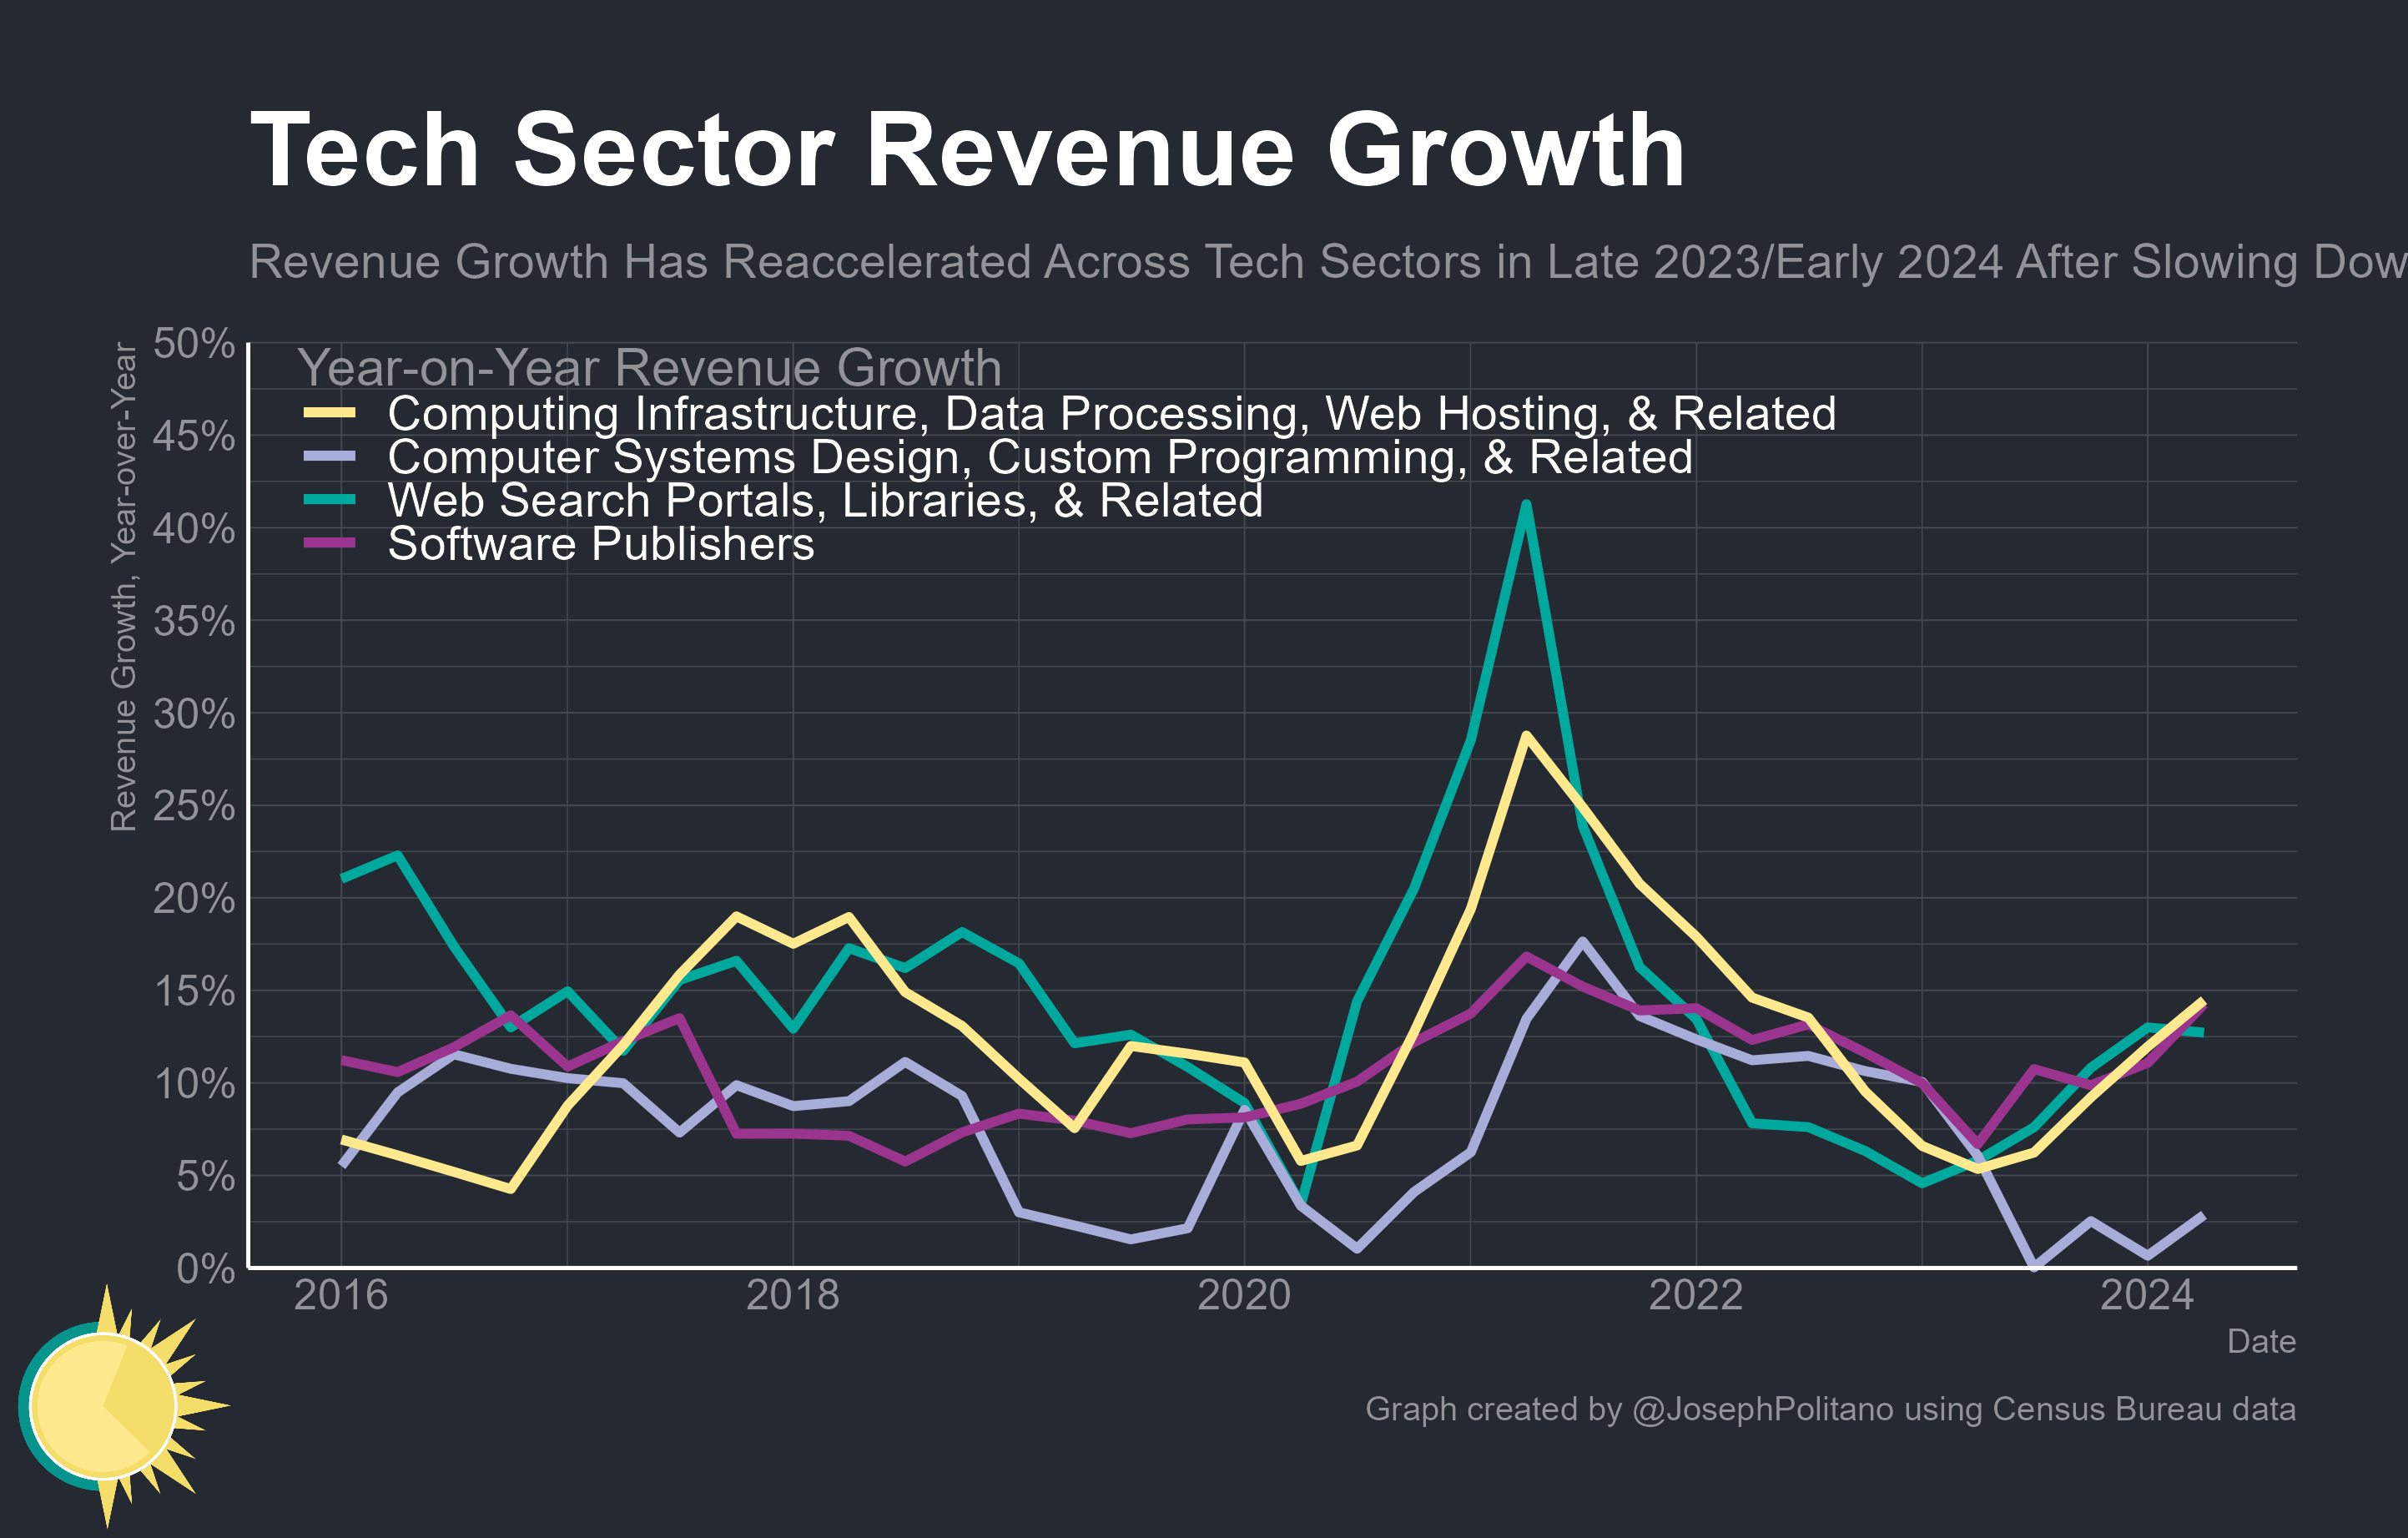 Tech Sector Revenue Growth
Revenue Growth Has Reaccelerated Across Tech Sectors in Late 2023/Early 2024 After Slowing Dow
Revenue Growth, Year-over-Year
50%
45%
40%
35%
30%
25%
20%
15%
10%
5%
0%
Year-on-Year Revenue Growth
Computing Infrastructure, Data Processing, Web Hosting, & Related
Computer Systems Design, Custom Programming, & Related
Web Search Portals, Libraries, & Related
Software Publishers
2016 2018 2020 2022 2024
Date
Graph created by @JosephPolitano using Census Bureau data